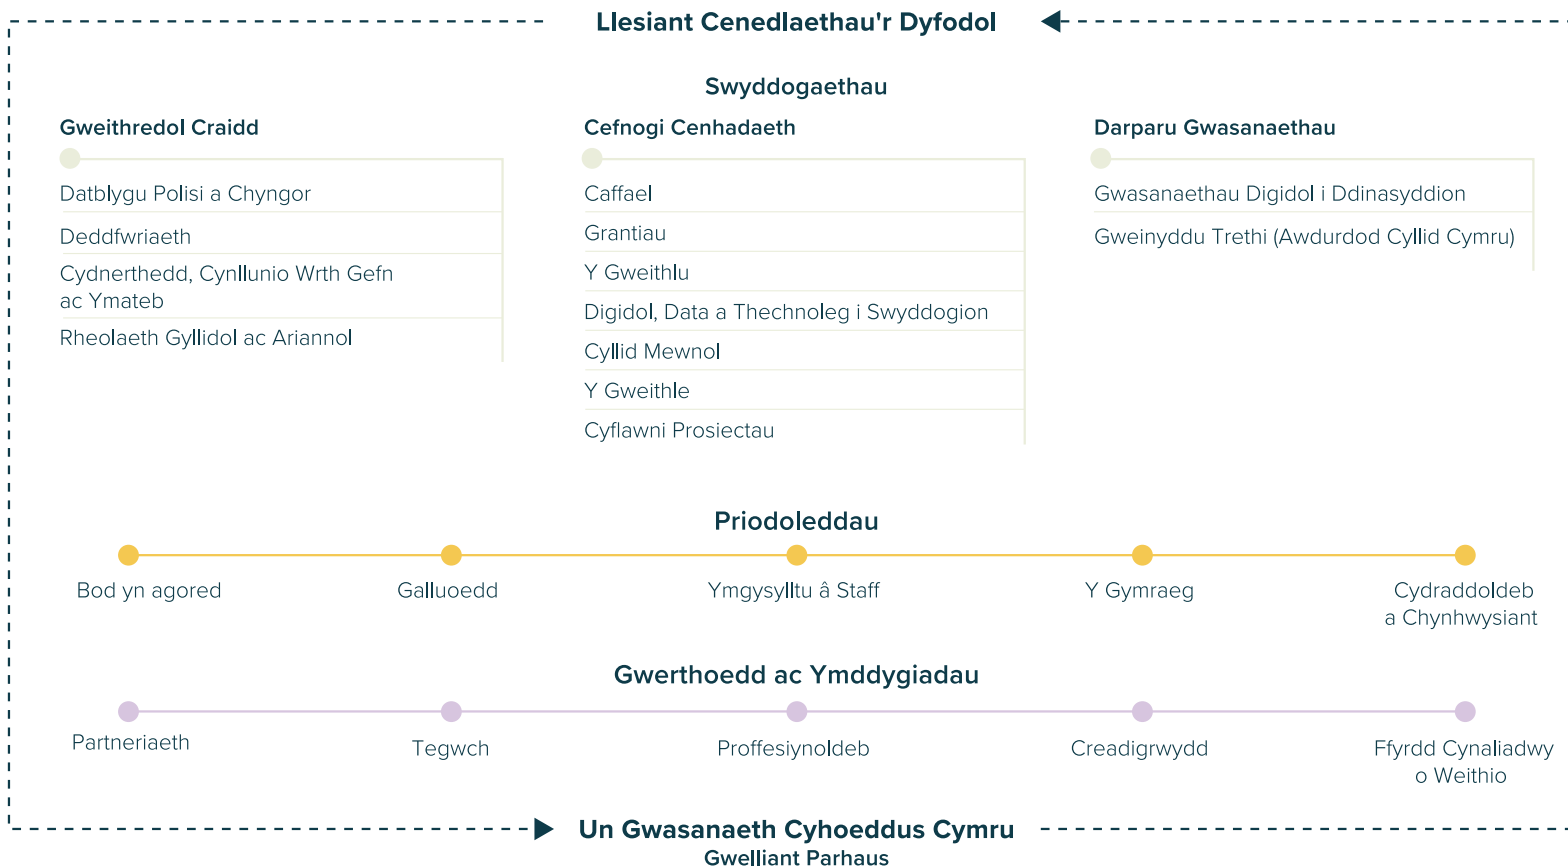 Llesiant Cenedlaethau'r Dyfodol
Swyddogaethau
Gweithredol Craidd
Datblygu Polisi a Chyngor
Deddfwriaeth
Cydnerthedd, Cynllunio Wrth Gefn
ac Ymateb
Rheolaeth Gyllidol ac Ariannol
Cefnogi Cenhadaeth
Caffael
Grantiau
Y Gweithlu
Digidol, Data a Thechnoleg i Swyddogion
Cyllid Mewnol
Y Gweithle
Cyflawni Prosiectau
Darparu Gwasanaethau
Gwasanaethau Digidol i Ddinasyddion
Gweinyddu Trethi (Awdurdod Cyllid Cymru)
Priodoleddau
Bod yn agored
Galluoedd
Ymgysylltu â Staff
Y Gymraeg
Cydraddoldeb
a Chynhwysiant
Gwerthoedd ac Ymddygiadau
Partneriaeth
Tegwch
Proffesiynoldeb
Creadigrwydd
Ffyrdd Cynaliadwy
o Weithio
Un Gwasanaeth Cyhoeddus Cymru
Gwelliant Parhaus